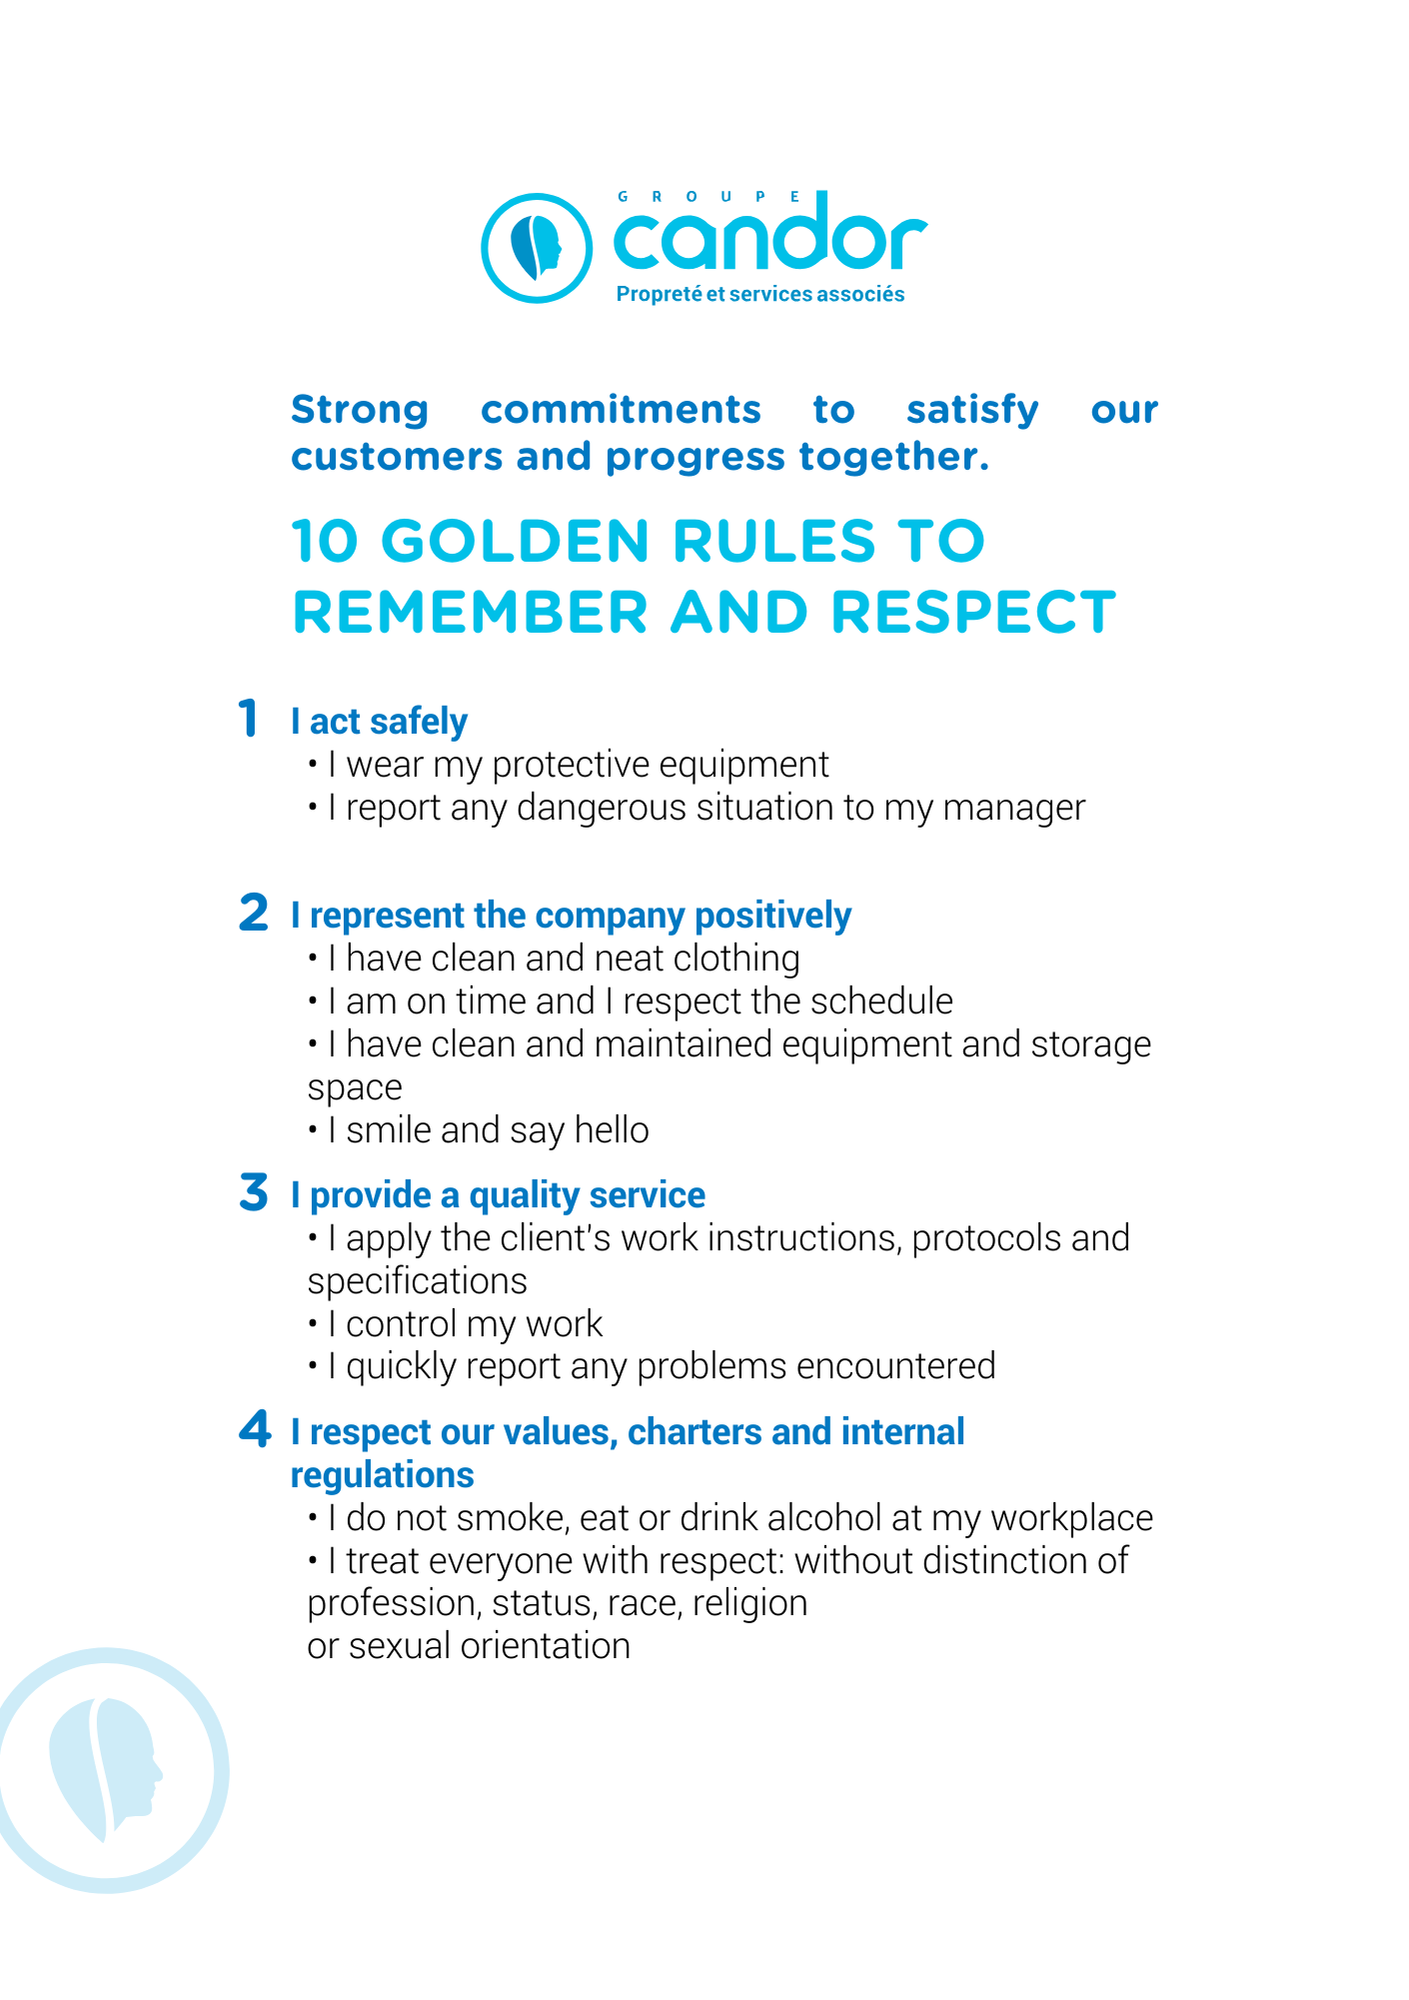 GROUPE
candor
Propreté et services associés
Strong commitments to satisfy our
customers and progress together.
10 GOLDEN RULES TO
REMEMBER AND RESPECT
1 I act safely
• I wear my protective equipment
• I report any dangerous situation to my manager
2 I represent the company positively
• I have clean and neat clothing
• I am on time and I respect the schedule
• I have clean and maintained equipment and storage
space
• I smile and say hello
3 I provide a quality service
• I apply the client's work instructions, protocols and
specifications
• I control my work
• I quickly report any problems encountered
4 I respect our values, charters and internal
regulations
• I do not smoke, eat or drink alcohol at my workplace
• I treat everyone with respect: without distinction of
profession, status, race, religion
or sexual orientation